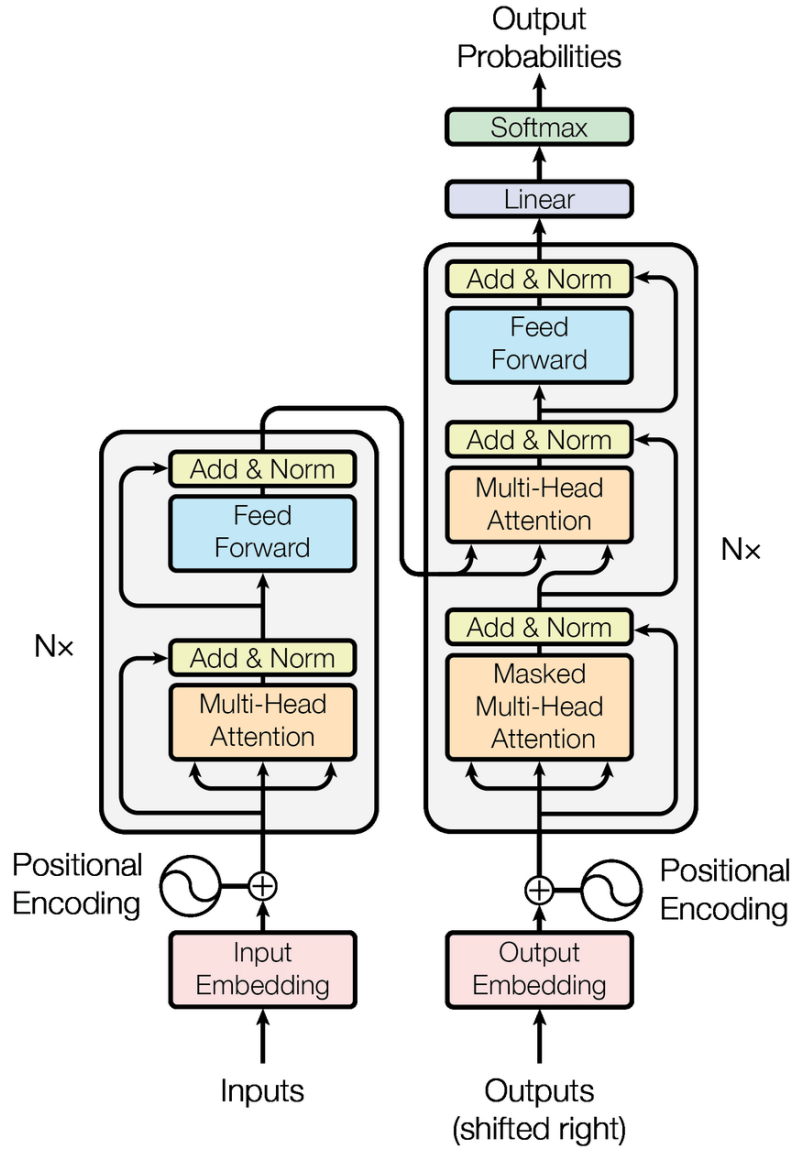 Output
Probabilities
Softmax
Linear
Add & Norm
Feed
Forward
Add & Norm
Multi-Head
Attention
Add & Norm
Masked
Multi-Head
Attention
N×
Add & Norm
Feed
Forward
Add & Norm
Multi-Head
Attention
N×
Positional
Encoding
Positional
Encoding
Input
Embedding
Output
Embedding
Inputs
Outputs
(shifted right)